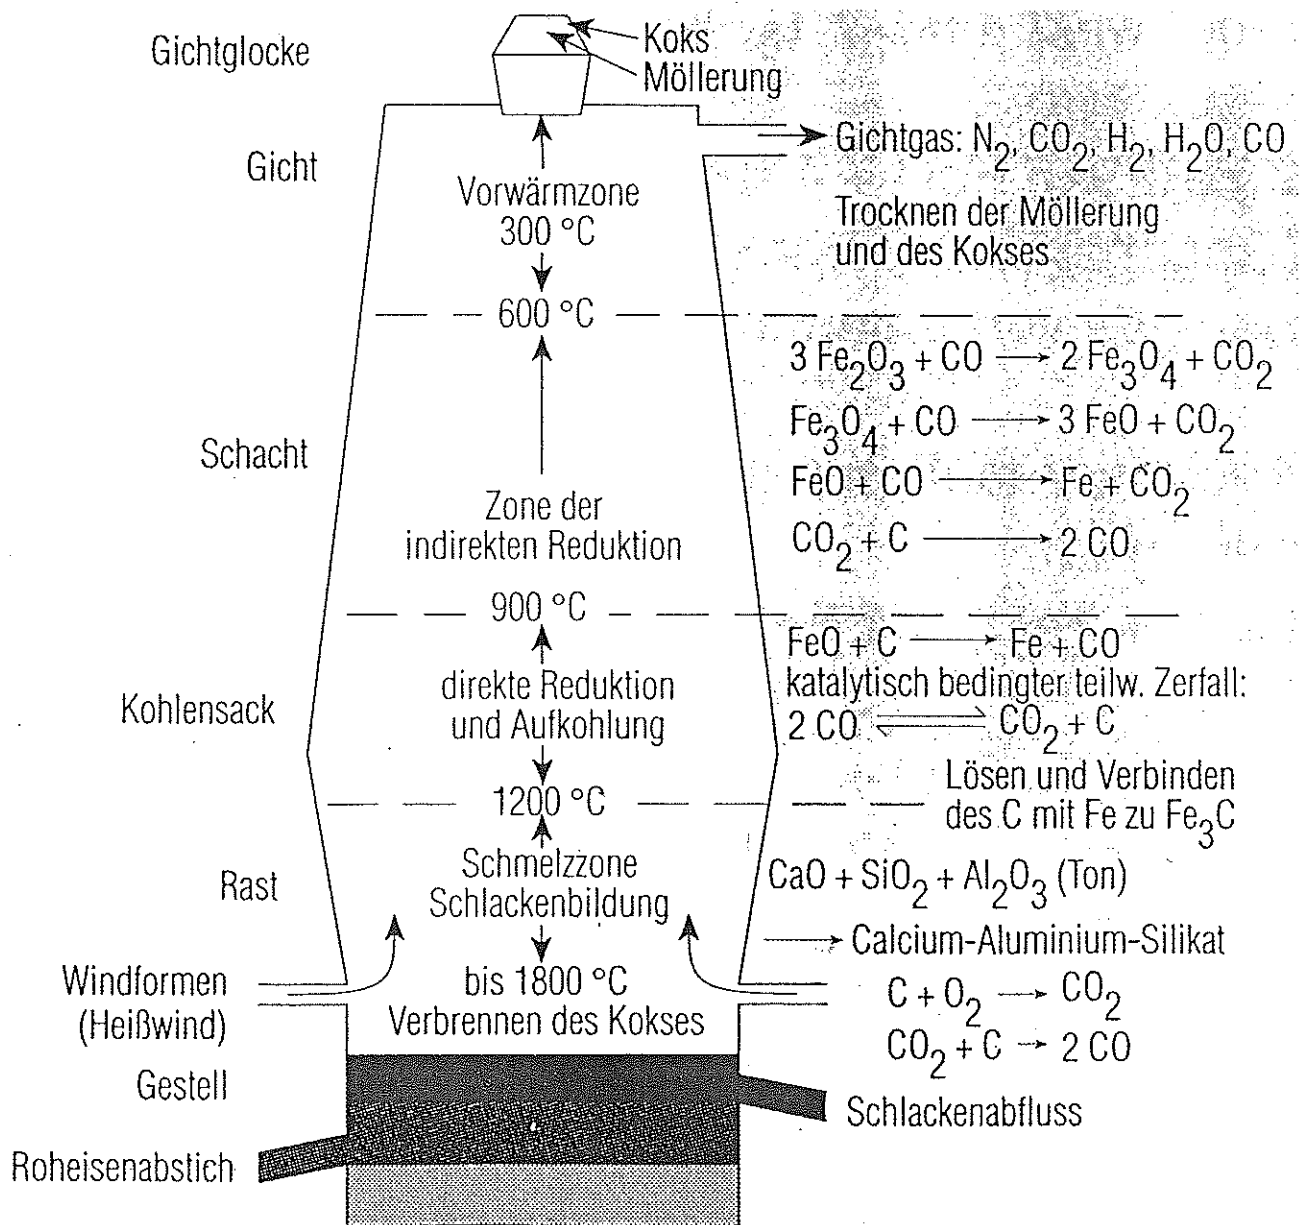 Gichtglocke
Koks
Möllerung
Gicht
Gichtgas: N₂, CO₂, H₂, H₂O, CO
Vorwärmzone
300 °C
Trocknen der Möllerung
und des Kokses
600 °C
3 Fe₂O₃ + CO → 2 Fe₃O₄ + CO₂
Fe₃O₄ + CO → 3 FeO + CO₂
Schacht
FeO + CO → Fe + CO₂
Zone der
indirekten Reduktion
CO₂ + C → 2 CO
900 °C
FeO + C → Fe + CO
katalytisch bedingter teilw. Zerfall:
2 CO ⇌ CO₂ + C
Kohlensack
direkte Reduktion
und Aufkohlung
Lösen und Verbinden
des C mit Fe zu Fe₃C
1200 °C
Rast
Schmelzzone
Schlackenbildung
CaO + SiO₂ + Al₂O₃ (Ton)
→ Calcium-Aluminium-Silikat
Windformen
(Heißwind)
bis 1800 °C
Verbrennen des Kokses
C + O₂ → CO₂
CO₂ + C → 2 CO
Gestell
Schlackenabfluss
Roheisenabstich